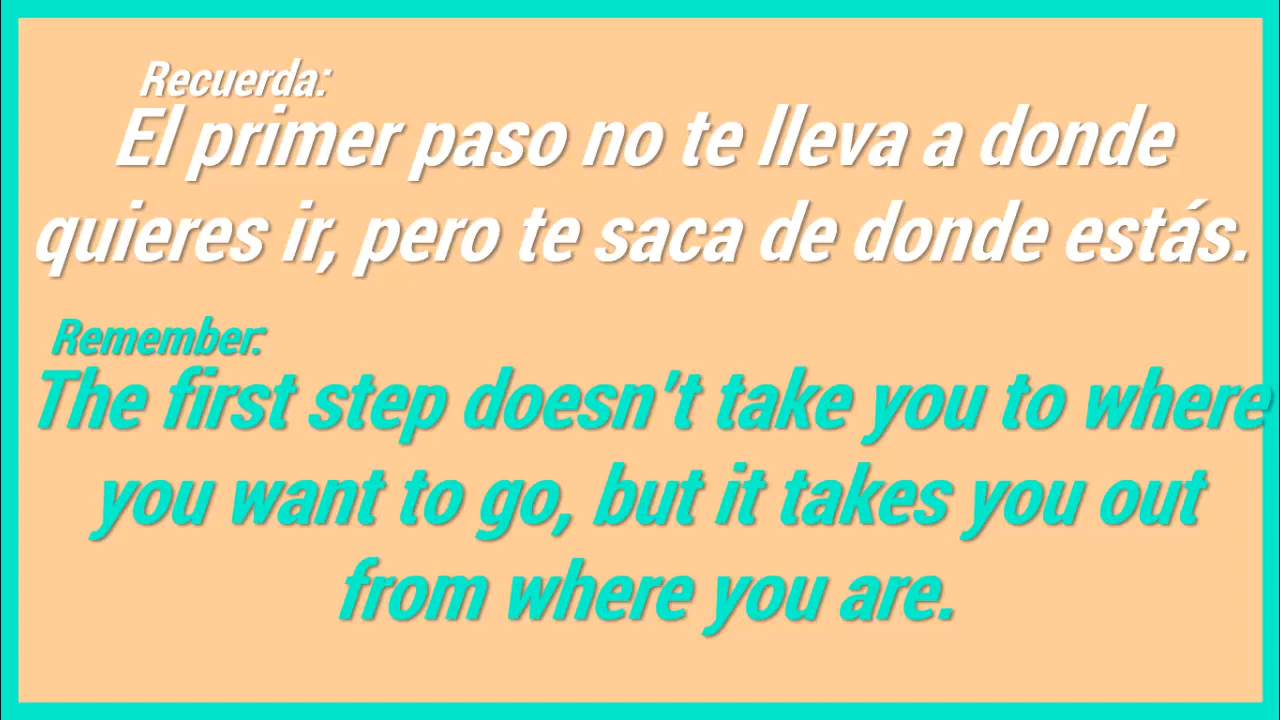 Recuerda:
El primer paso no te lleva a donde
quieres ir, pero te saca de donde estás.
Remember:
The first step doesn’t take you to where
you want to go, but it takes you out
from where you are.